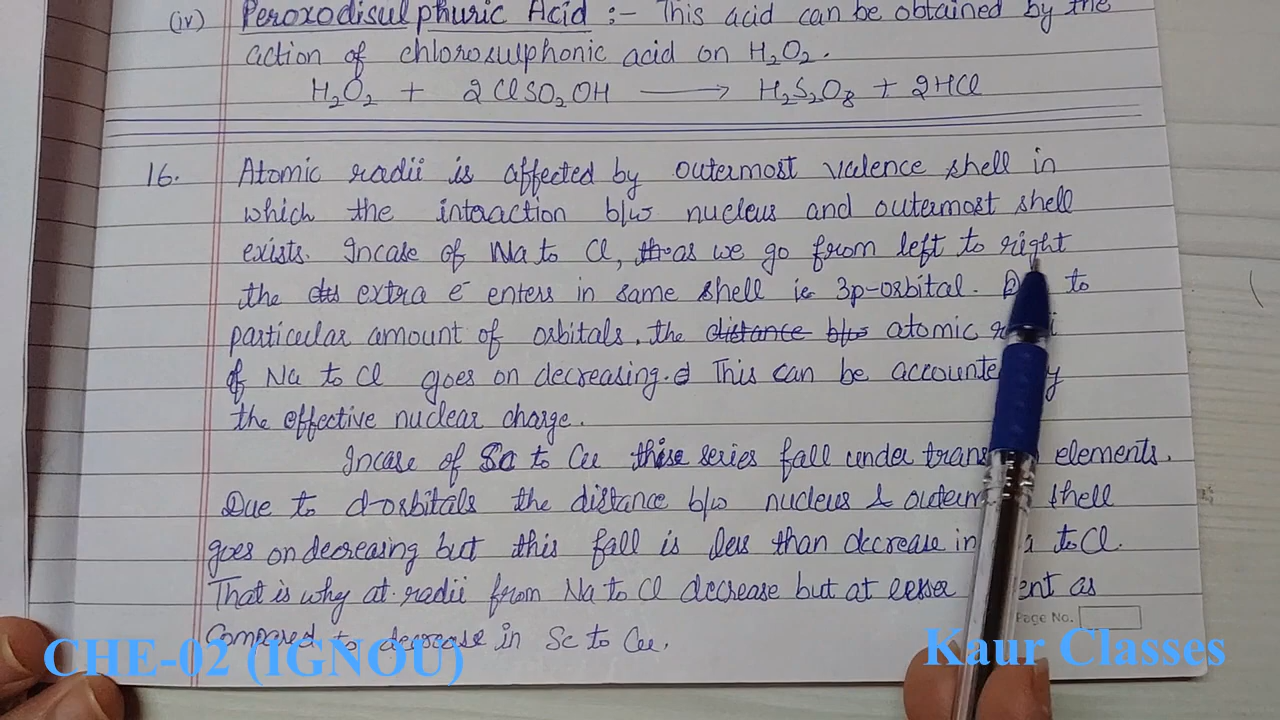 (iv) Peroxodisulphuric Acid :- This acid can be obtained by the
action of chlorosulphonic acid on H₂O₂.
H₂O₂ + 2ClSO₂OH ⟶ H₂S₂O₈ + 2HCl
16. Atomic radii is affected by outermost valence shell in
which the intraction b/w nucleus and outermost shell
exists. Incase of Na to Cl, as we go from left to right
the extra e⁻ enters in same shell ie 3p-orbital. to
particular amount of orbitals, the distance b/w atomic
of Na to Cl goes on decreasing. This can be accounte
the effective nuclear charge.
Incase of Sc to Cu these series fall under trans elements.
Due to d-orbitals the distance b/w nucleus & outerm shell
goes on decreasing but this fall is less than decrease in to Cl.
That is why at. radii from Na to Cl decrease but at lesser ent as
Compared to decrease in Sc to Cu.
Page No.
CHE-02 (IGNOU)
Kaur Classes